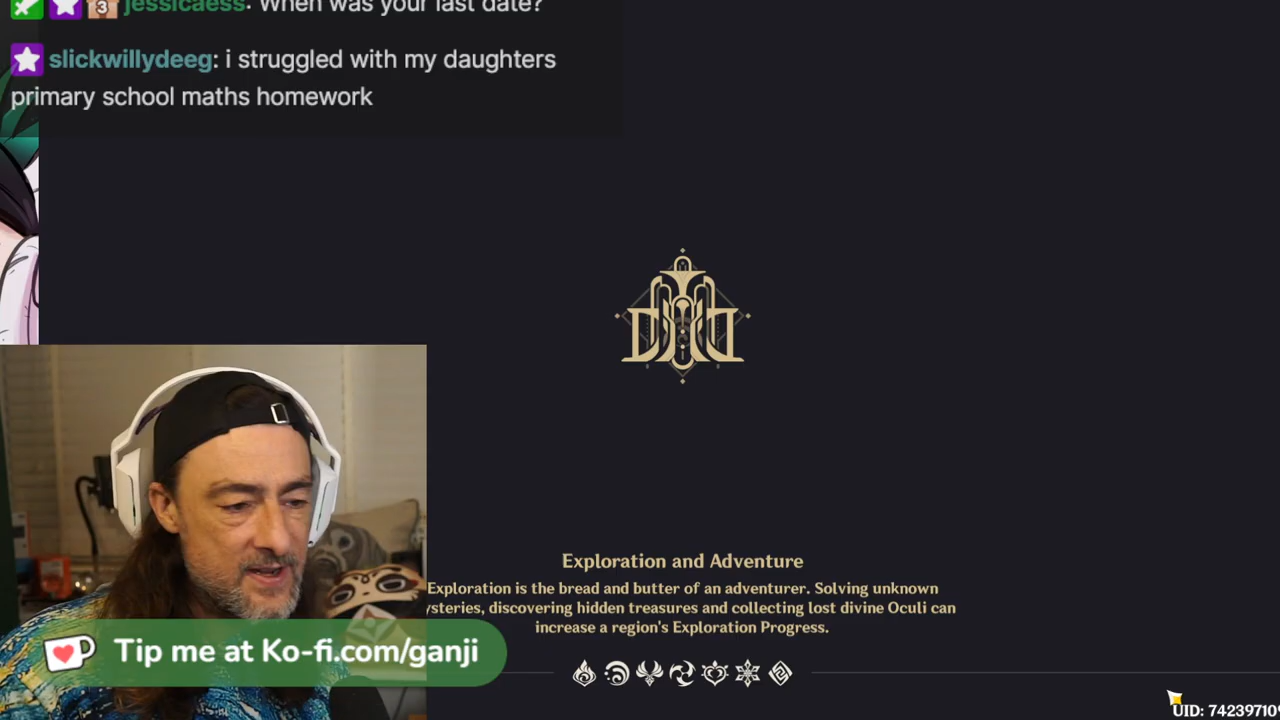 jessicaess: When was your last date?
slickwillydeeg: i struggled with my daughters
primary school maths homework
Exploration and Adventure
Exploration is the bread and butter of an adventurer. Solving unknown
ysteries, discovering hidden treasures and collecting lost divine Oculi can
increase a region's Exploration Progress.
Tip me at Ko-fi.com/ganji
UID: 742397109